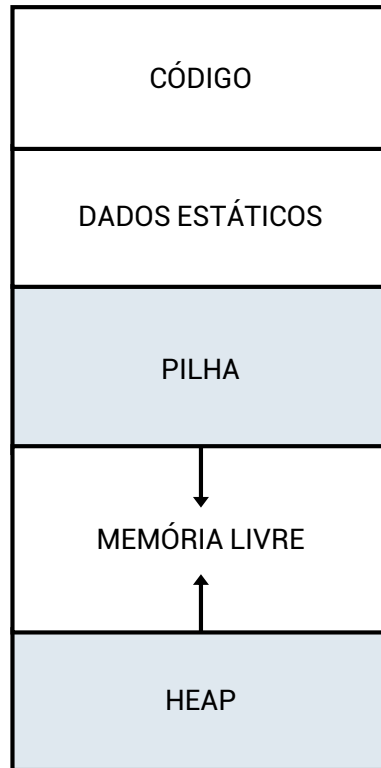 CÓDIGO
DADOS ESTÁTICOS
PILHA
MEMÓRIA LIVRE
HEAP